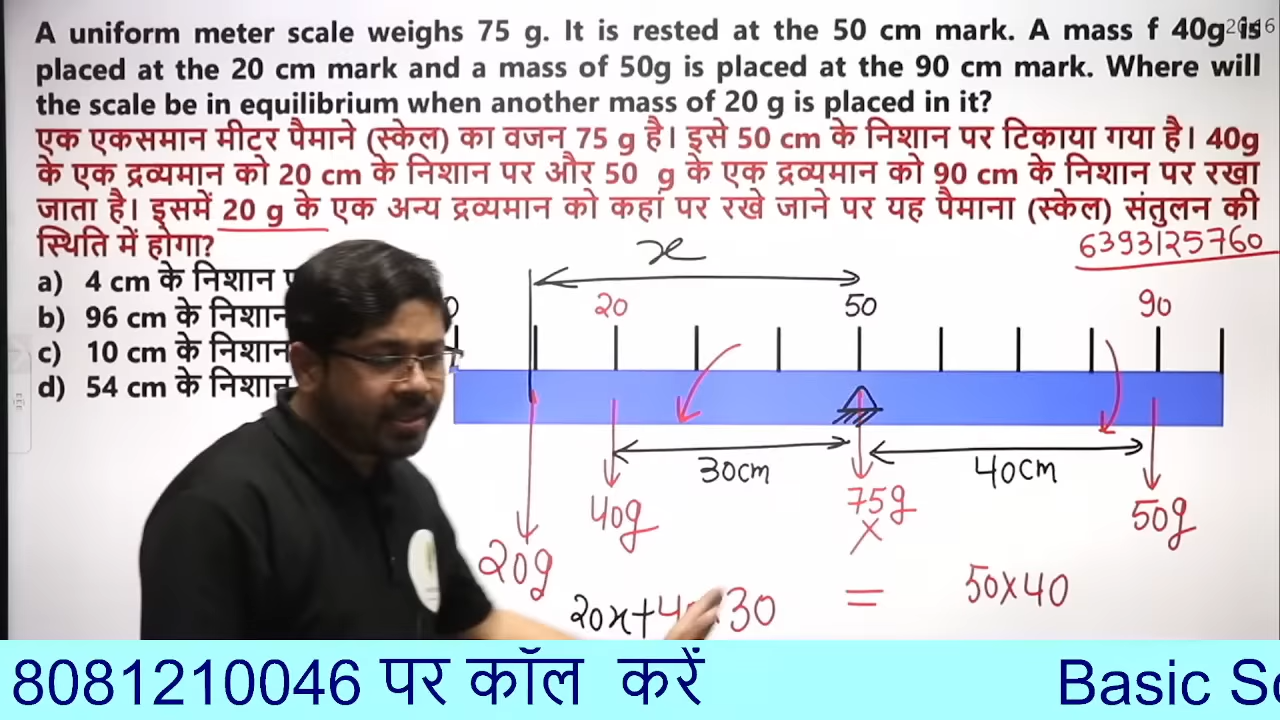 A uniform meter scale weighs 75 g. It is rested at the 50 cm mark. A mass f 40g is
placed at the 20 cm mark and a mass of 50g is placed at the 90 cm mark. Where will
the scale be in equilibrium when another mass of 20 g is placed in it?
एक एकसमान मीटर पैमाने (स्केल) का वजन 75 g है। इसे 50 cm के निशान पर टिकाया गया है। 40g
के एक द्रव्यमान को 20 cm के निशान पर और 50 g के एक द्रव्यमान को 90 cm के निशान पर रखा
जाता है। इसमें 20 g के एक अन्य द्रव्यमान को कहां पर रखे जाने पर यह पैमाना (स्केल) संतुलन की
स्थिति में होगा?
6393125760
a) 4 cm के निशान
b) 96 cm के निशान
c) 10 cm के निशान
d) 54 cm के निशान
x
20 50 90
30cm 40cm
40g 75g 50g
x
20g
20x+4 30 = 50x40
8081210046 पर कॉल करें Basic